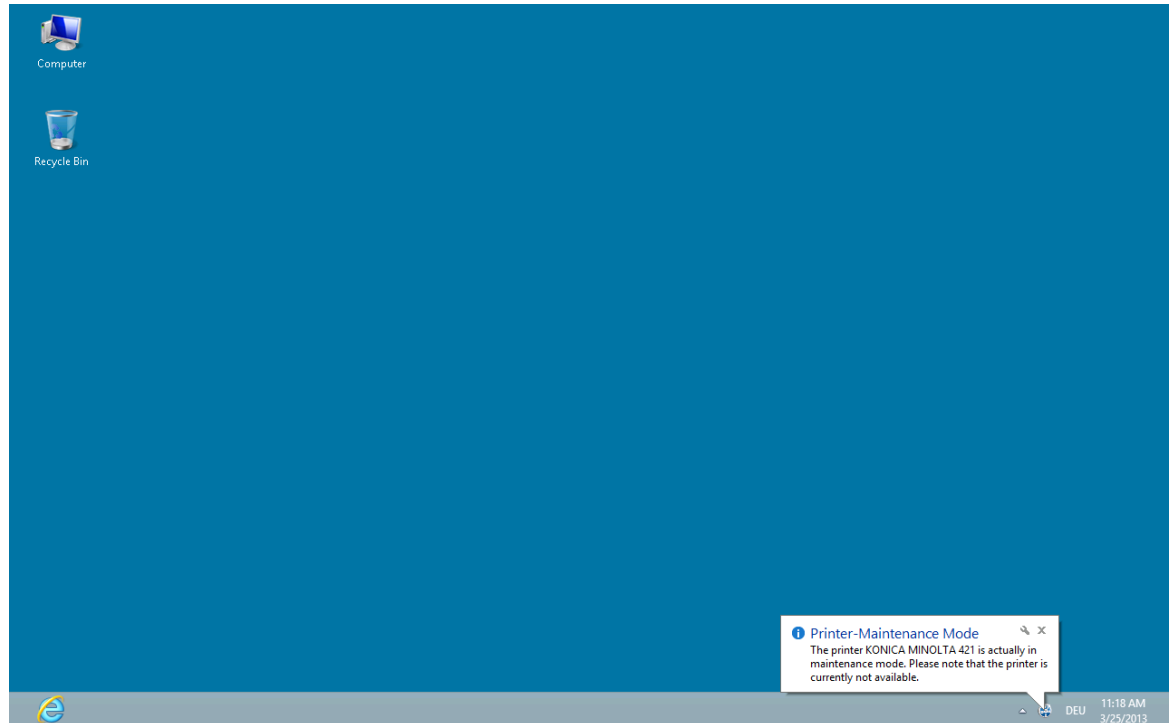 Computer
Recycle Bin
Printer-Maintenance Mode
The printer KONICA MINOLTA 421 is actually in
maintenance mode. Please note that the printer is
currently not available.
DEU
11:18 AM
3/25/2013